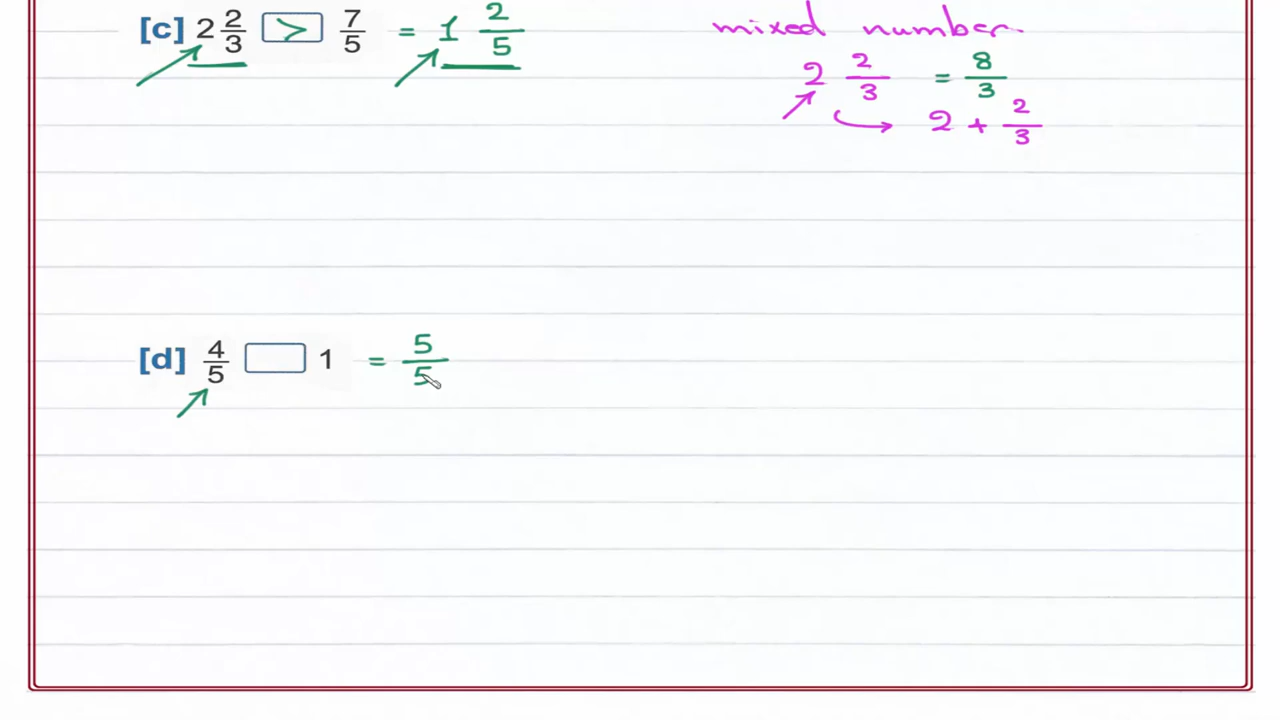 [c] 2 2/3 > 7/5 = 1 2/5
mixed number
2 2/3 = 8/3
2 + 2/3
[d] 4/5 1 = 5/5